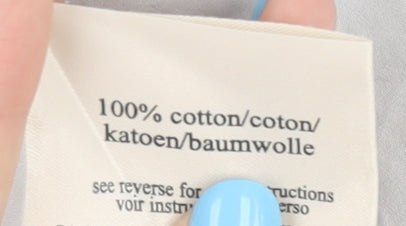 100% cotton/coton/
katoen/baumwolle
see reverse for
voir